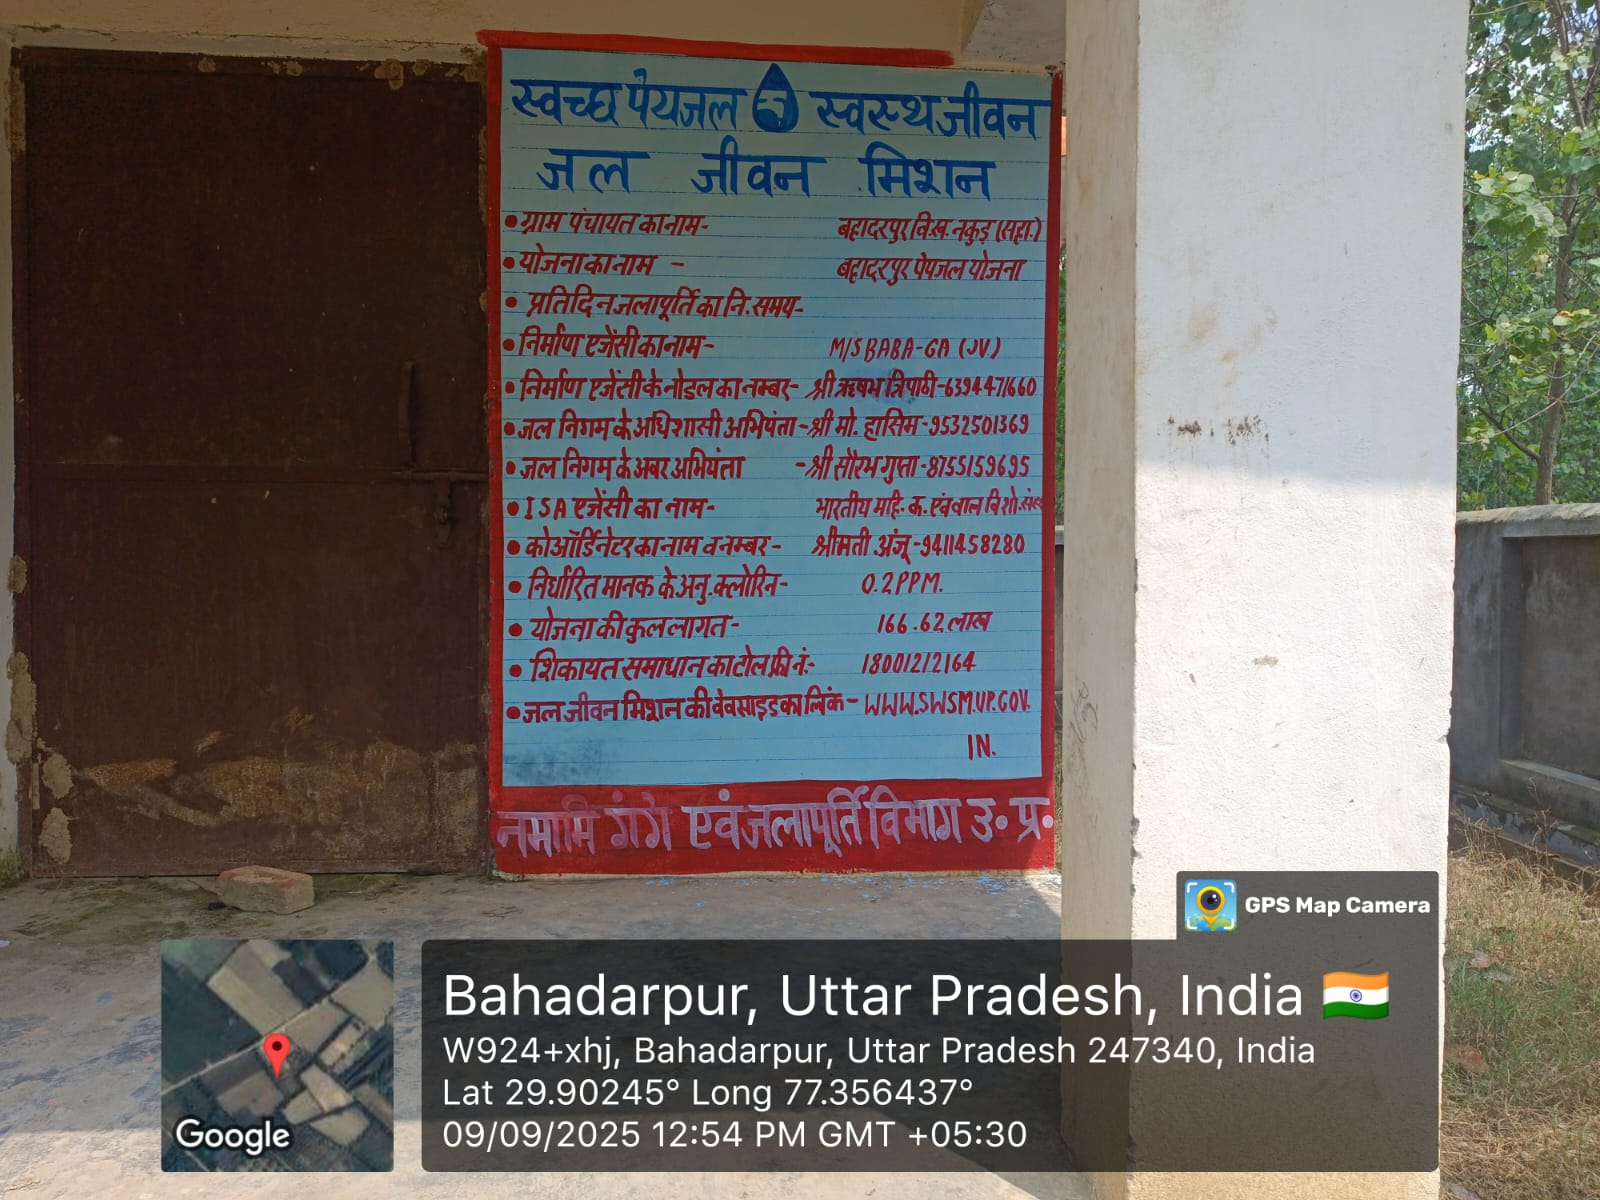 स्वच्छ पेयजल स्वस्थ जीवन
जल जीवन मिशन
• ग्राम पंचायत का नाम- बहादरपुर वि.ख. नकुड़ (सहा.)
• योजना का नाम - बहादरपुर पेयजल योजना
• प्रतिदिन जलापूर्ति का नि. समय-
• निर्माण एजेंसी का नाम- M/S BABA-GA (JV)
• निर्माण एजेंसी के नोडल का नम्बर- श्री ऋषभ त्रिपाठी-6394471660
• जल निगम के अधिशासी अभियंता - श्री मो. हासिम -9532501369
• जल निगम के अवर अभियंता - श्री सौरभ गुप्ता -8755159695
• ISA एजेंसी का नाम- भारतीय महि. क. एंव बाल वि शो.
• कोऑर्डिनेटर का नाम व नम्बर- श्रीमती अंजू -9411458280
• निर्धारित मानक के अनु. क्लोरिन- 0.2 PPM.
• योजना की कुल लागत- 166.62 लाख
• शिकायत समाधान का टोल फ्री नं:- 18001212164
• जल जीवन मिशन की वेबसाइड का लिंक- WWW.SWSM.UP.GOV.
IN.
नमामि गंगे एवं जलापूर्ति विभाग उ॰ प्र॰
GPS Map Camera
Bahadarpur, Uttar Pradesh, India
W924+xhj, Bahadarpur, Uttar Pradesh 247340, India
Lat 29.90245° Long 77.356437°
09/09/2025 12:54 PM GMT +05:30
Google